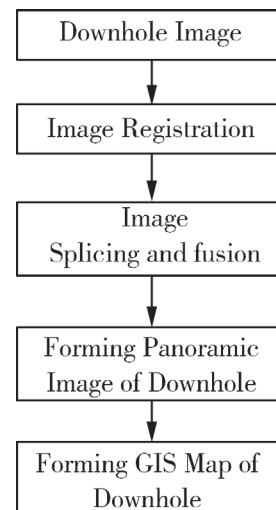 Downhole Image
Image Registration
Image
Splicing and fusion
Forming Panoramic
Image of Downhole
Forming GIS Map of
Downhole